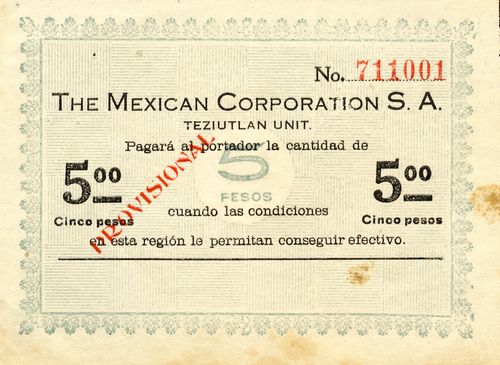 No. 711001
THE MEXICAN CORPORATION S. A.
TEZIUTLAN UNIT.
Pagará al portador la cantidad de
5.00 5 5.00
PESOS
Cinco pesos cuando las condiciones Cinco pesos
en esta región le permitan conseguir efectivo.
PROVISIONAL